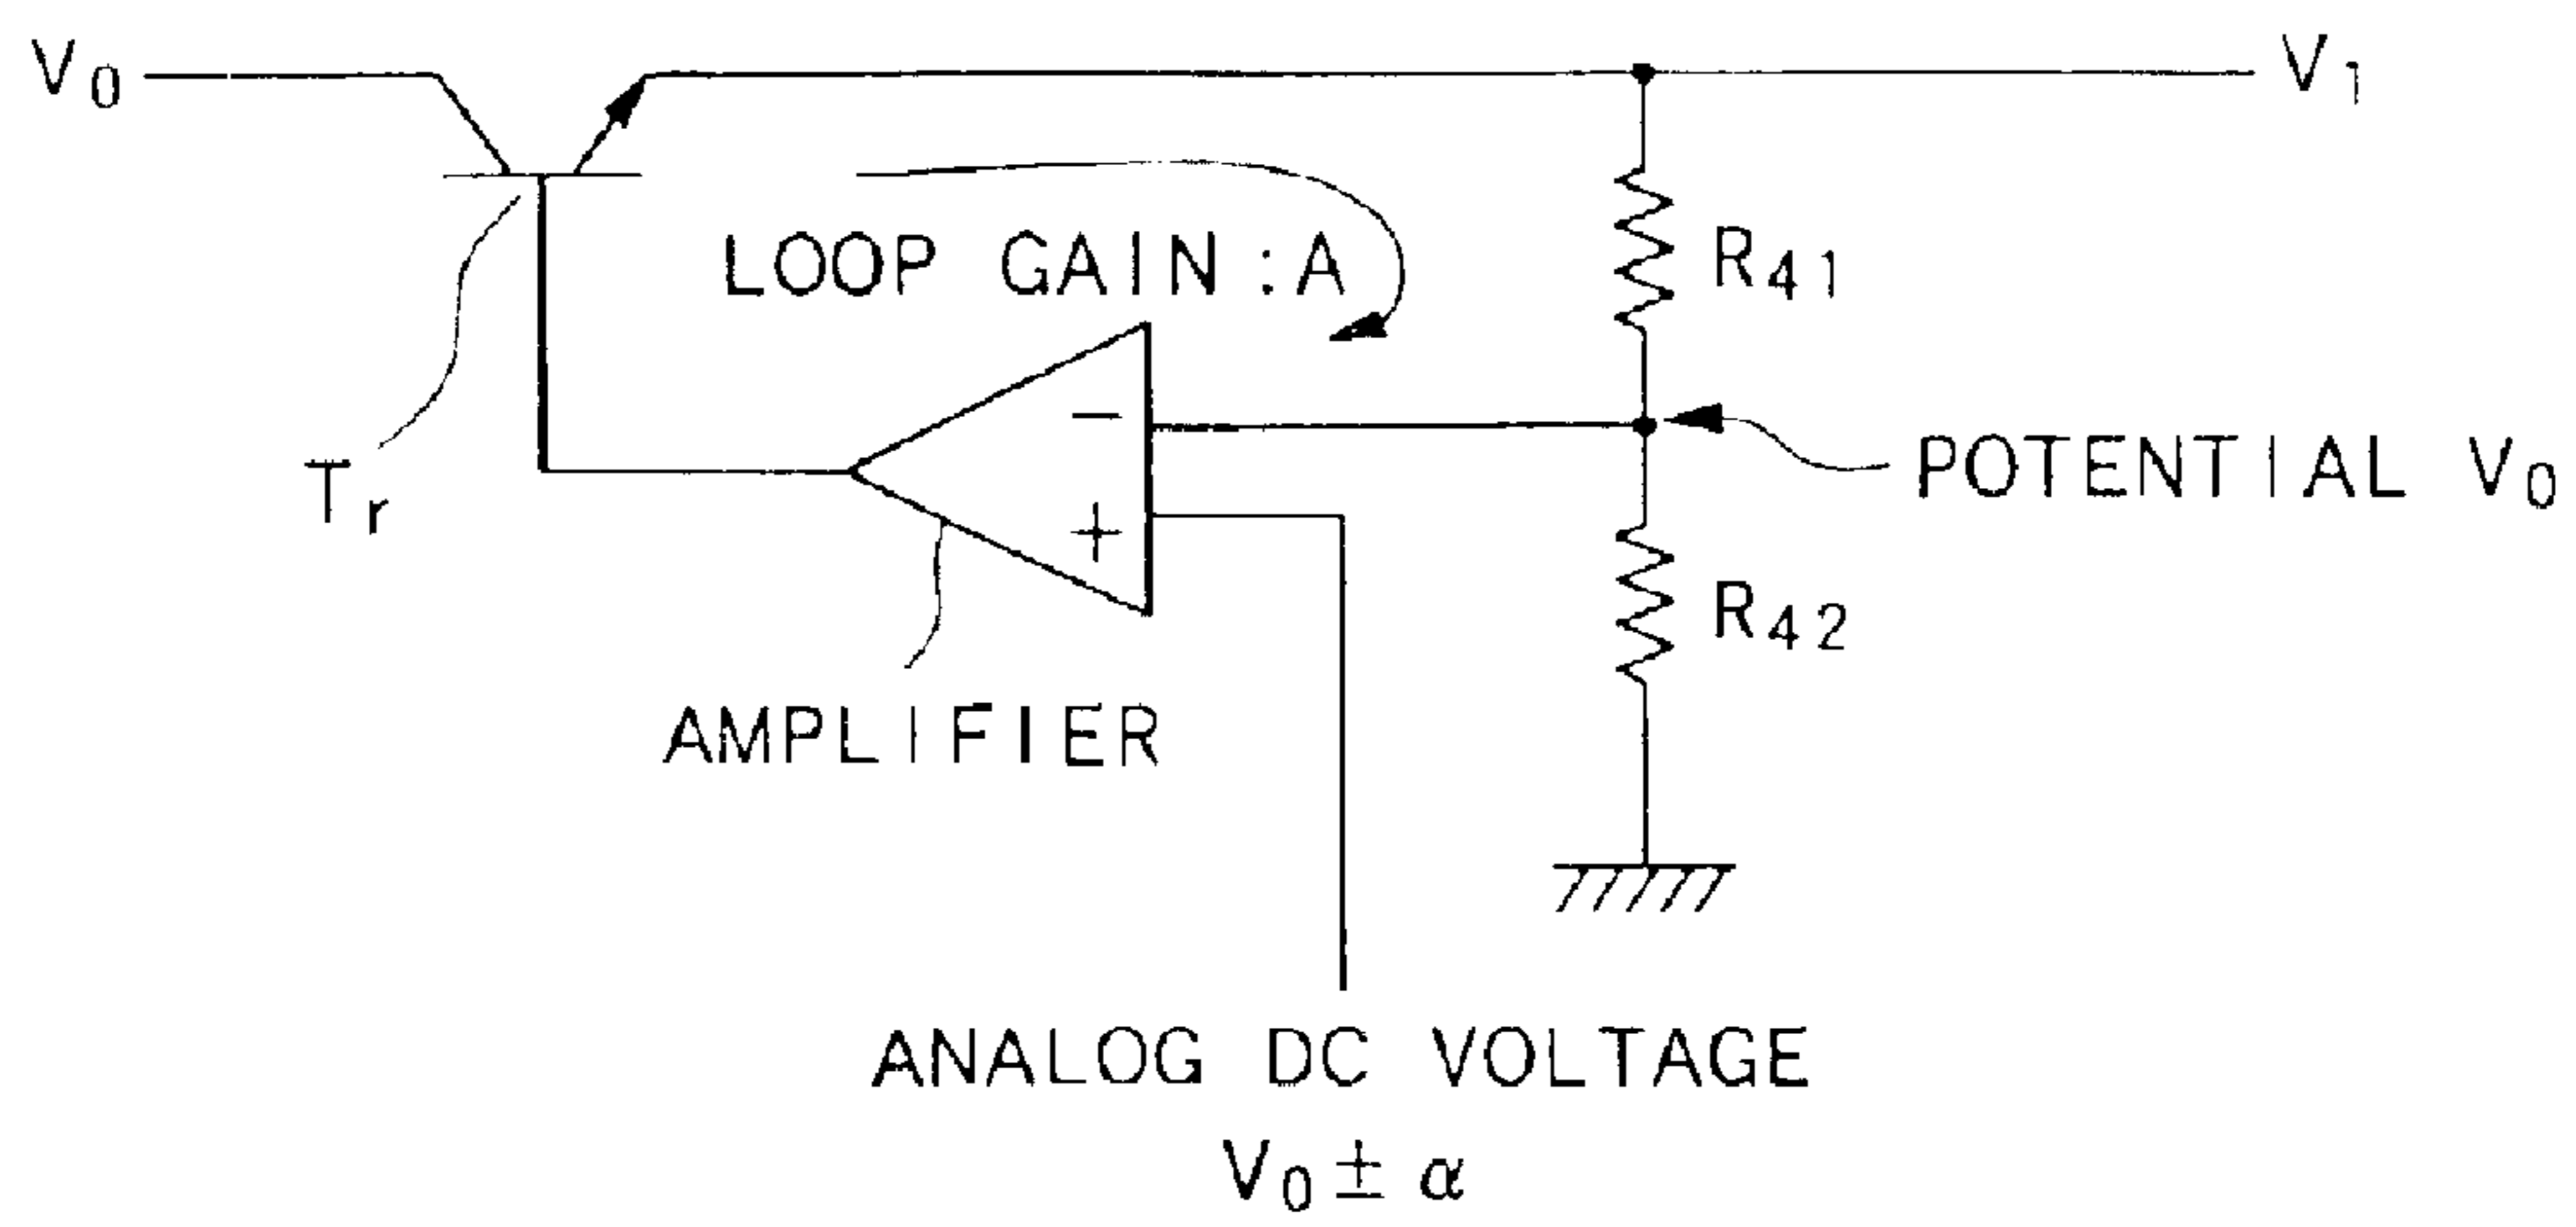 V0
V1
LOOP GAIN : A
R41
Tr
POTENTIAL V0
−
+
R42
AMPLIFIER
ANALOG DC VOLTAGE
V0 ± α